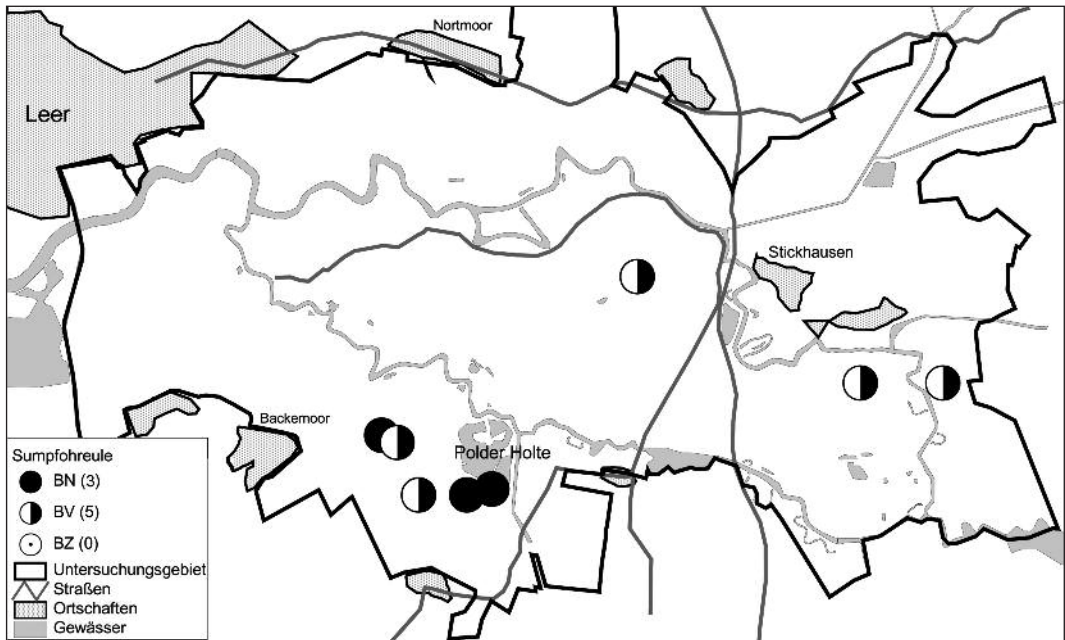 Nortmoor
Leer
Stickhausen
Backemoor
Polder Holte
Sumpfohreule
BN (3)
BV (5)
BZ (0)
Untersuchungsgebiet
Straßen
Ortschaften
Gewässer